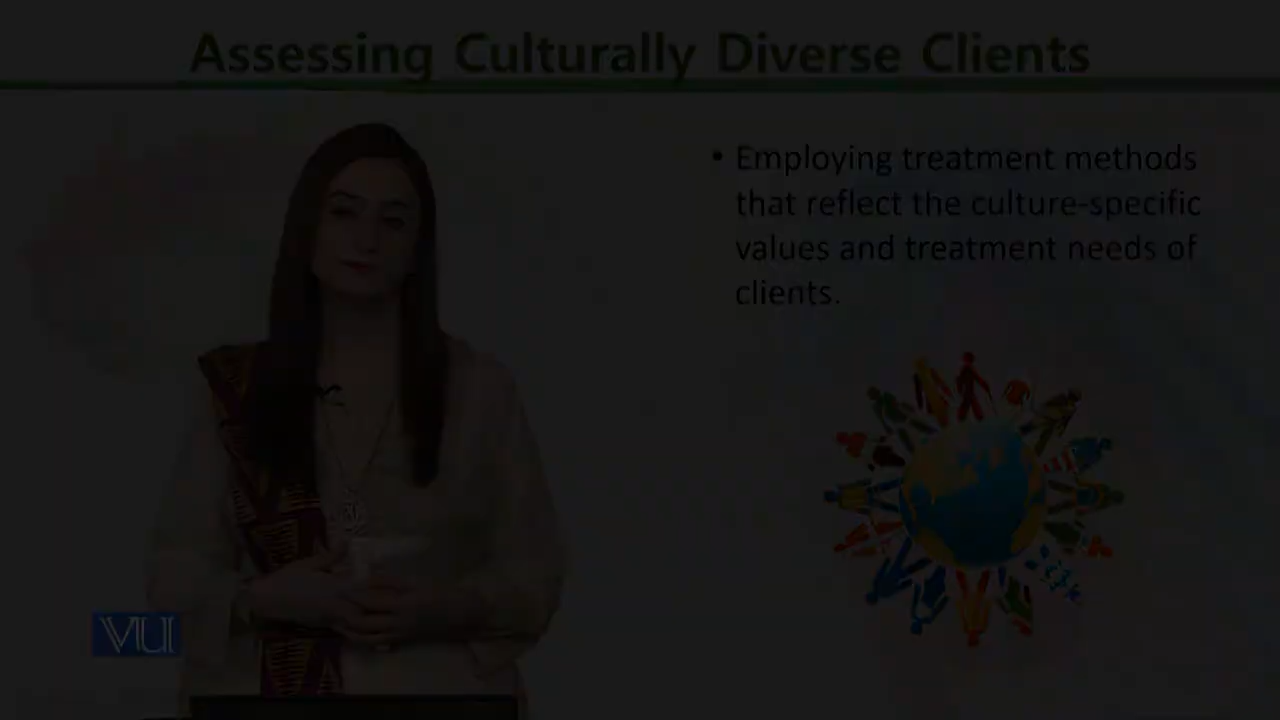 Assessing Culturally Diverse Clients
• Employing treatment methods
that reflect the culture-specific
values and treatment needs of
clients.
VU